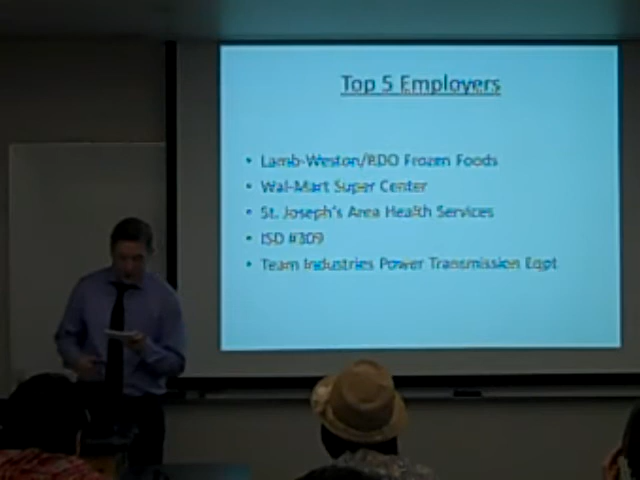 Top 5 Employers
• Lamb-Weston/RDO Frozen Foods
• Wal-Mart Super Center
• St. Joseph's Area Health Services
• ISD #309
• Team Industries Power Transmission Eqpt